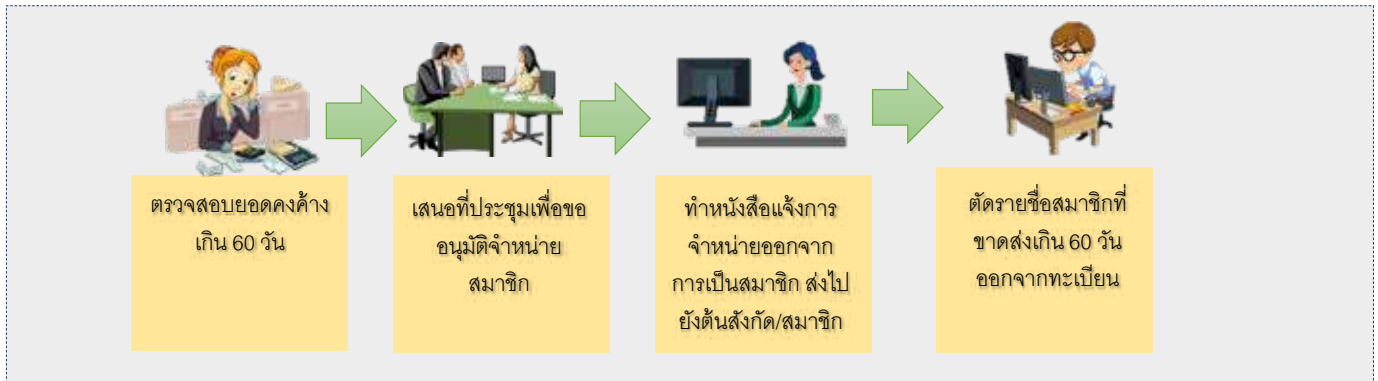 ตรวจสอบยอดคงค้าง
เกิน 60 วัน
เสนอที่ประชุมเพื่อขอ
อนุมัติจำหน่าย
สมาชิก
ทำหนังสือแจ้งการ
จำหน่ายออกจาก
การเป็นสมาชิก ส่งไป
ยังต้นสังกัด/สมาชิก
ตัดรายชื่อสมาชิกที่
ขาดส่งเกิน 60 วัน
ออกจากทะเบียน